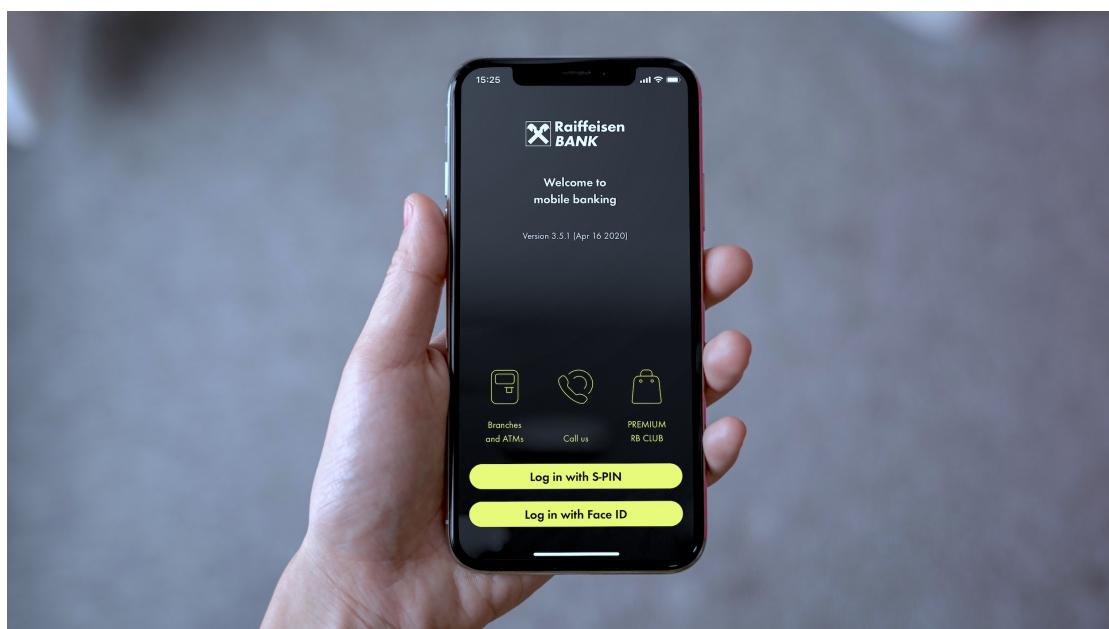 15:25
Raiffeisen
BANK
Welcome to
mobile banking
Version 3.5.1 (Apr 16 2020)
Branches
and ATMs
Call us
PREMIUM
RB CLUB
Log in with S-PIN
Log in with Face ID